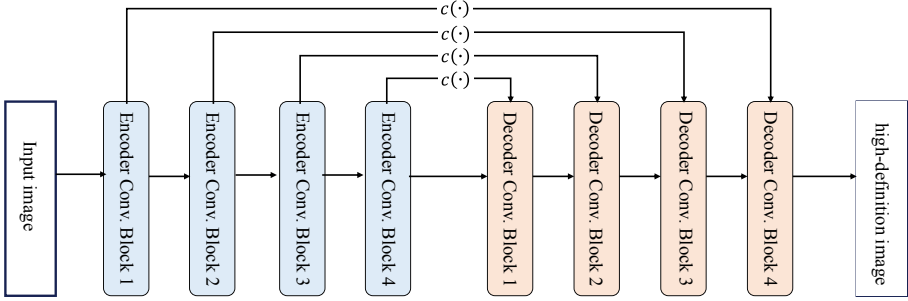 c(·)
c(·)
c(·)
c(·)
Input image
Encoder Conv. Block 1
Encoder Conv. Block 2
Encoder Conv. Block 3
Encoder Conv. Block 4
Decoder Conv. Block 1
Decoder Conv. Block 2
Decoder Conv. Block 3
Decoder Conv. Block 4
high-definition image